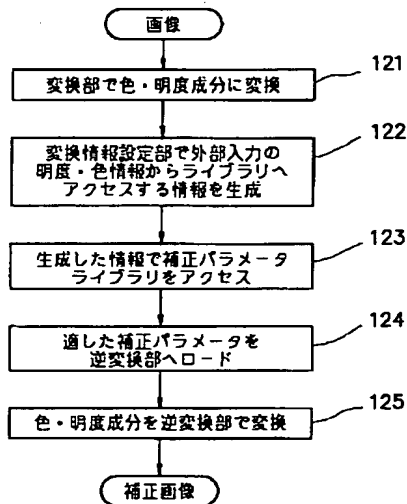 画像
変換部で色・明度成分に変換
121
変換情報設定部で外部入力の
明度・色情報からライブラリへ
アクセスする情報を生成
122
生成した情報で補正パラメータ
ライブラリをアクセス
123
適した補正パラメータを
逆変換部へロード
124
色・明度成分を逆変換部で変換
125
補正画像